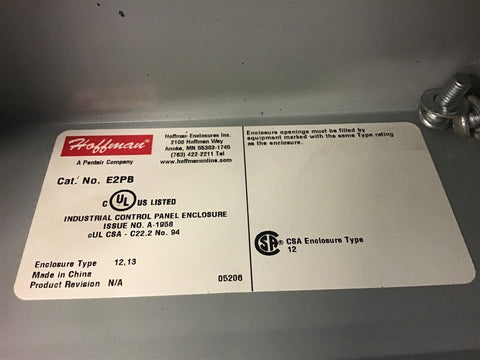 Hoffman®
A Pentair Company
Hoffman Enclosures Inc.
2100 Hoffman Way
Anoka, MN 55303-1745
(763) 422-2211 Tel
www.hoffmanonline.com
Cat. No. E2PB
C UL US LISTED
INDUSTRIAL CONTROL PANEL ENCLOSURE
ISSUE NO. A-1958
cUL CSA - C22.2 No. 94
Enclosure Type 12,13
Made in China
Product Revision N/A
05206
Enclosure openings must be filled by
equipment marked with the same Type rating
as the enclosure.
CSA® CSA Enclosure Type
12